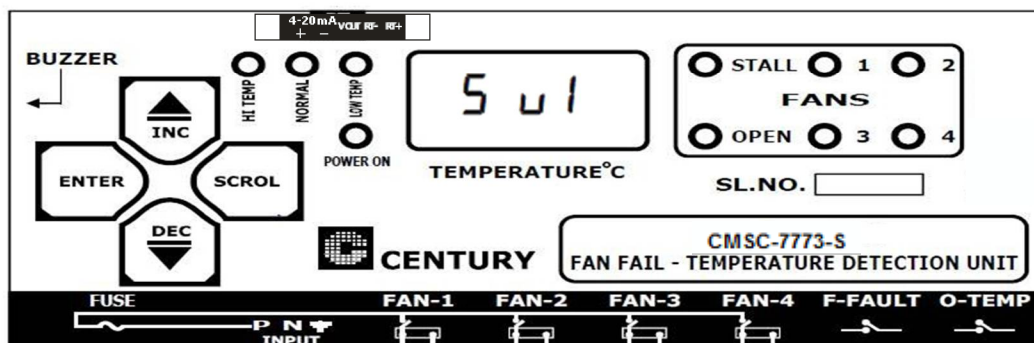 4-20mA VOUT RT- RT+
+ -
BUZZER
HI TEMP
NORMAL
LOW TEMP
STALL 1 2
FANS
OPEN 3 4
5 u1
INC
POWER ON
TEMPERATURE°C
ENTER
SCROL
SL.NO.
DEC
CENTURY
CMSC-7773-S
FAN FAIL - TEMPERATURE DETECTION UNIT
FUSE
FAN-1 FAN-2 FAN-3 FAN-4 F-FAULT O-TEMP
P N
INPUT